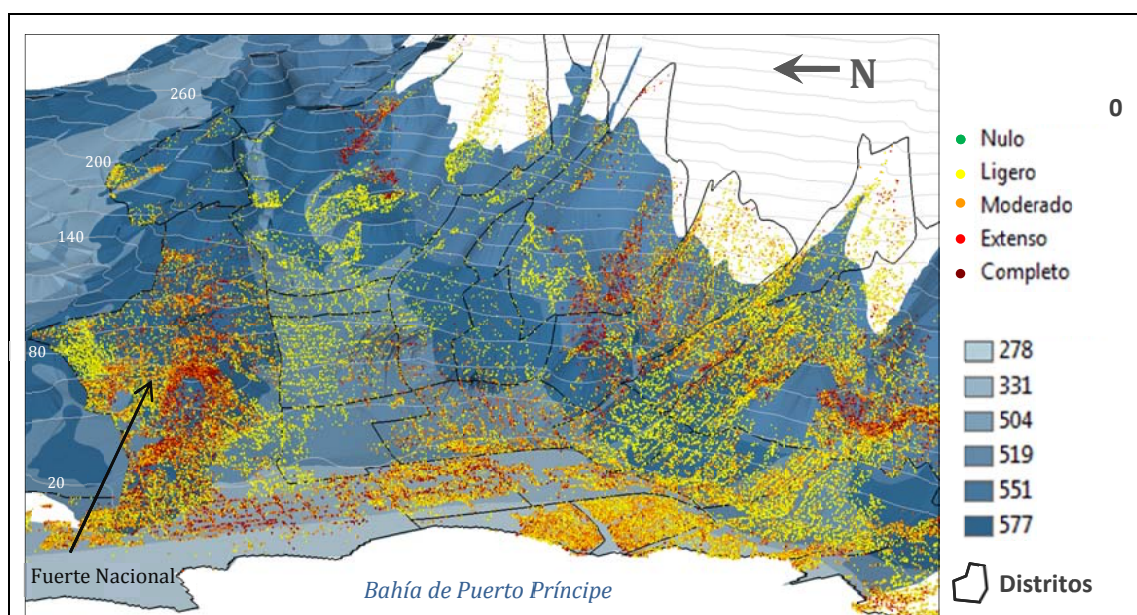 N
260
200
140
80
20
Fuerte Nacional
Bahía de Puerto Príncipe
0
Nulo
Ligero
Moderado
Extenso
Completo
278
331
504
519
551
577
Distritos